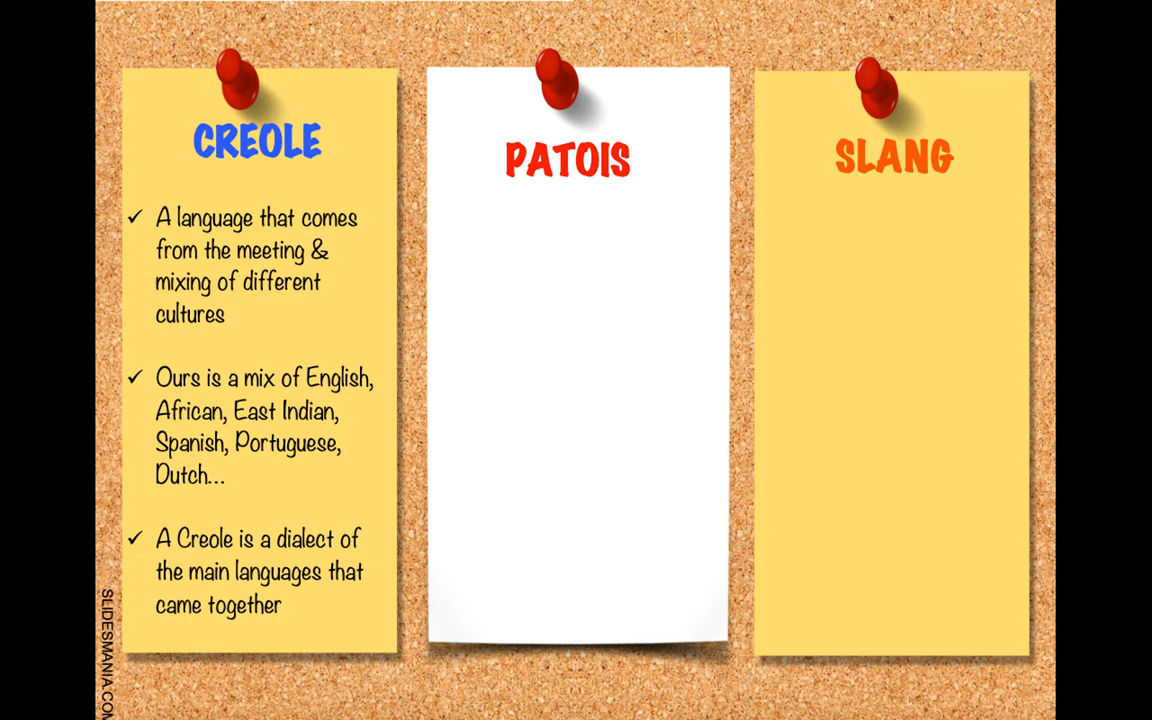 CREOLE
✓ A language that comes
from the meeting &
mixing of different
cultures
✓ Ours is a mix of English,
African, East Indian,
Spanish, Portuguese,
Dutch...
✓ A Creole is a dialect of
the main languages that
came together
PATOIS
SLANG
SLIDESMANIA.COM